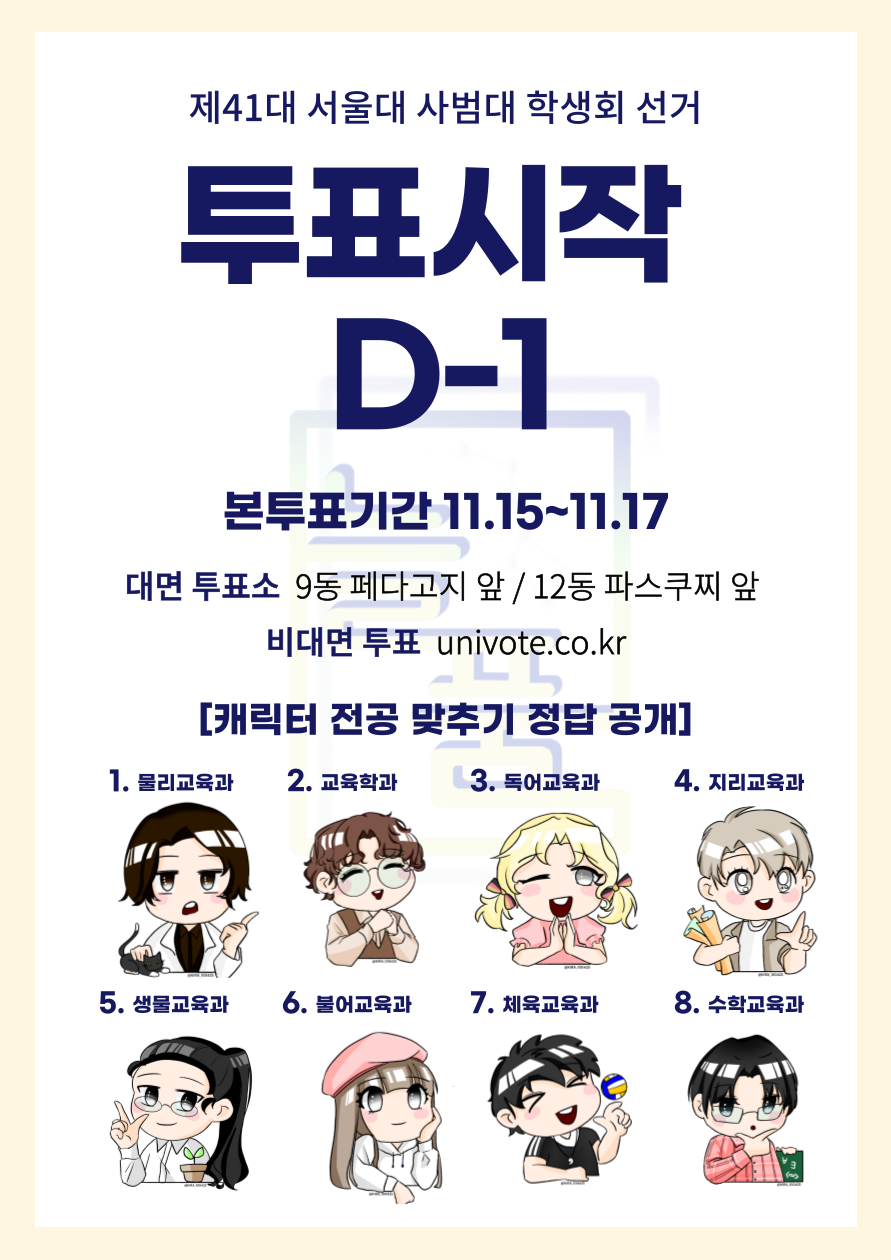 제41대 서울대 사범대 학생회 선거
투표시작
D-1
본투표기간 11.15~11.17
대면 투표소 9동 페다고지 앞 / 12동 파스쿠찌 앞
비대면 투표 univote.co.kr
[캐릭터 전공 맞추기 정답 공개]
1. 물리교육과 2. 교육학과 3. 독어교육과 4. 지리교육과
5. 생물교육과 6. 불어교육과 7. 체육교육과 8. 수학교육과